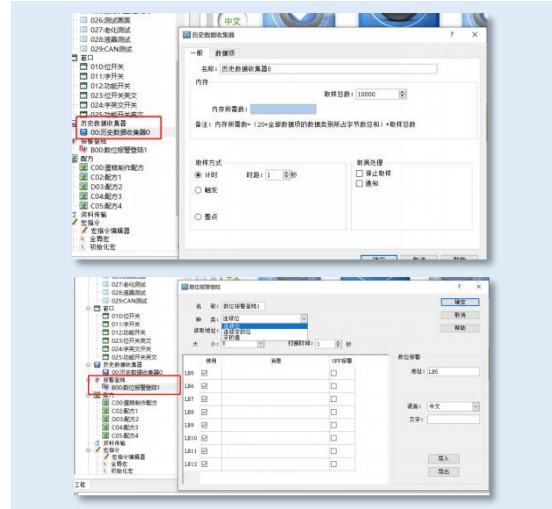 026:测试画面
027:老化测试
028:液晶测试
029:CAN测试
窗口
010:位开关
011:字开关
012:功能开关
023:位开关英文
024:字英文开关
025:功能开关英文
历史数据收集器
00:历史数据收集器0
报警登陆
B00:数位报警登陆1
配方
C00:蛋糕制作配方
C02:配方1
D03:配方2
C04:配方3
C05:配方4
资料传输
宏指令
宏指令编辑器
全局宏
初始化宏
中文
历史数据收集器
? ×
一般 数据项
名称: 历史数据收集器0
内存
取样总数: 10000
内存所需数:
备注: 内存所需数=(20+全部数据项的数据类别所占字节数总和)*取样总数
取样方式
计时 时距: 1 秒
触发
整点
取满处理
停止取样
通知
027:老化测试
028:液晶测试
029:CAN测试
窗口
010:位开关
011:字开关
012:功能开关
023:位开关英文
024:字英文开关
025:功能开关英文
历史数据收集器
00:历史数据收集器0
报警登陆
B00:数位报警登陆1
配方
C00:蛋糕制作配方
C02:配方1
D03:配方2
C04:配方3
C05:配方4
资料传输
宏指令
宏指令编辑器
全局宏
初始化宏
工程
数位报警登陆
? ×
名 称: 数位报警登陆1
种 类: 连续位
连续位
连续字的位
字的值
读取地址:
大 小: 8 扫描时间: 1 秒
确定
取消
帮助
使用 消息 OFF报警
LB5
LB6
LB7
LB8
LB9
LB10
LB11
LB12
数位报警
地址: LB5
语言: 中文
文字:
导入
导出